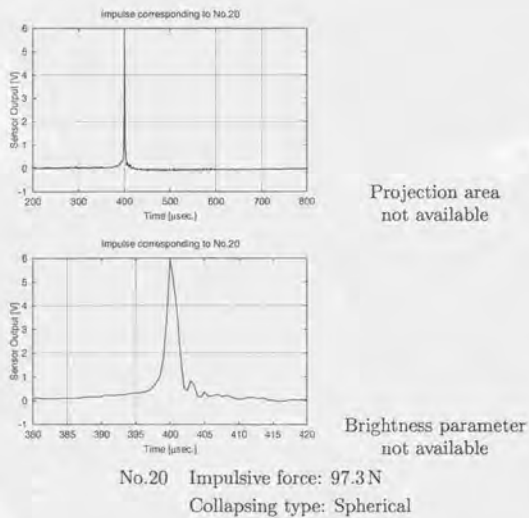 Impulse corresponding to No.20
Sensor Output [V]
6
5
4
3
2
1
0
-1
200 300 400 500 600 700 800
Time [μsec.]
Projection area
not available
Impulse corresponding to No.20
Sensor Output [V]
6
5
4
3
2
1
0
-1
380 385 390 395 400 405 410 415 420
Time [μsec.]
Brightness parameter
not available
No.20 Impulsive force: 97.3 N
Collapsing type: Spherical